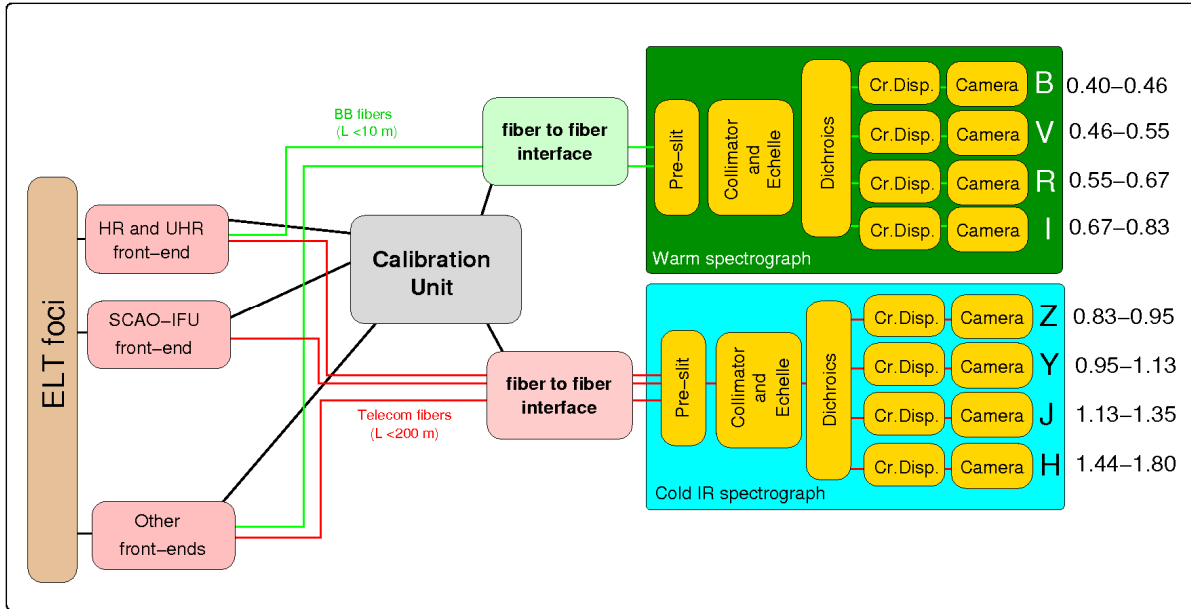 ELT foci
HR and UHR
front−end
SCAO−IFU
front−end
Other
front−ends
BB fibers
(L <10 m)
Telecom fibers
(L <200 m)
Calibration
Unit
fiber to fiber
interface
fiber to fiber
interface
Pre−slit
Collimator
and
Echelle
Dichroics
Cr.Disp. Camera B 0.40−0.46
Cr.Disp. Camera V 0.46−0.55
Cr.Disp. Camera R 0.55−0.67
Cr.Disp. Camera I 0.67−0.83
Warm spectrograph
Pre−slit
Collimator
and
Echelle
Dichroics
Cr.Disp. Camera Z 0.83−0.95
Cr.Disp. Camera Y 0.95−1.13
Cr.Disp. Camera J 1.13−1.35
Cr.Disp. Camera H 1.44−1.80
Cold IR spectrograph